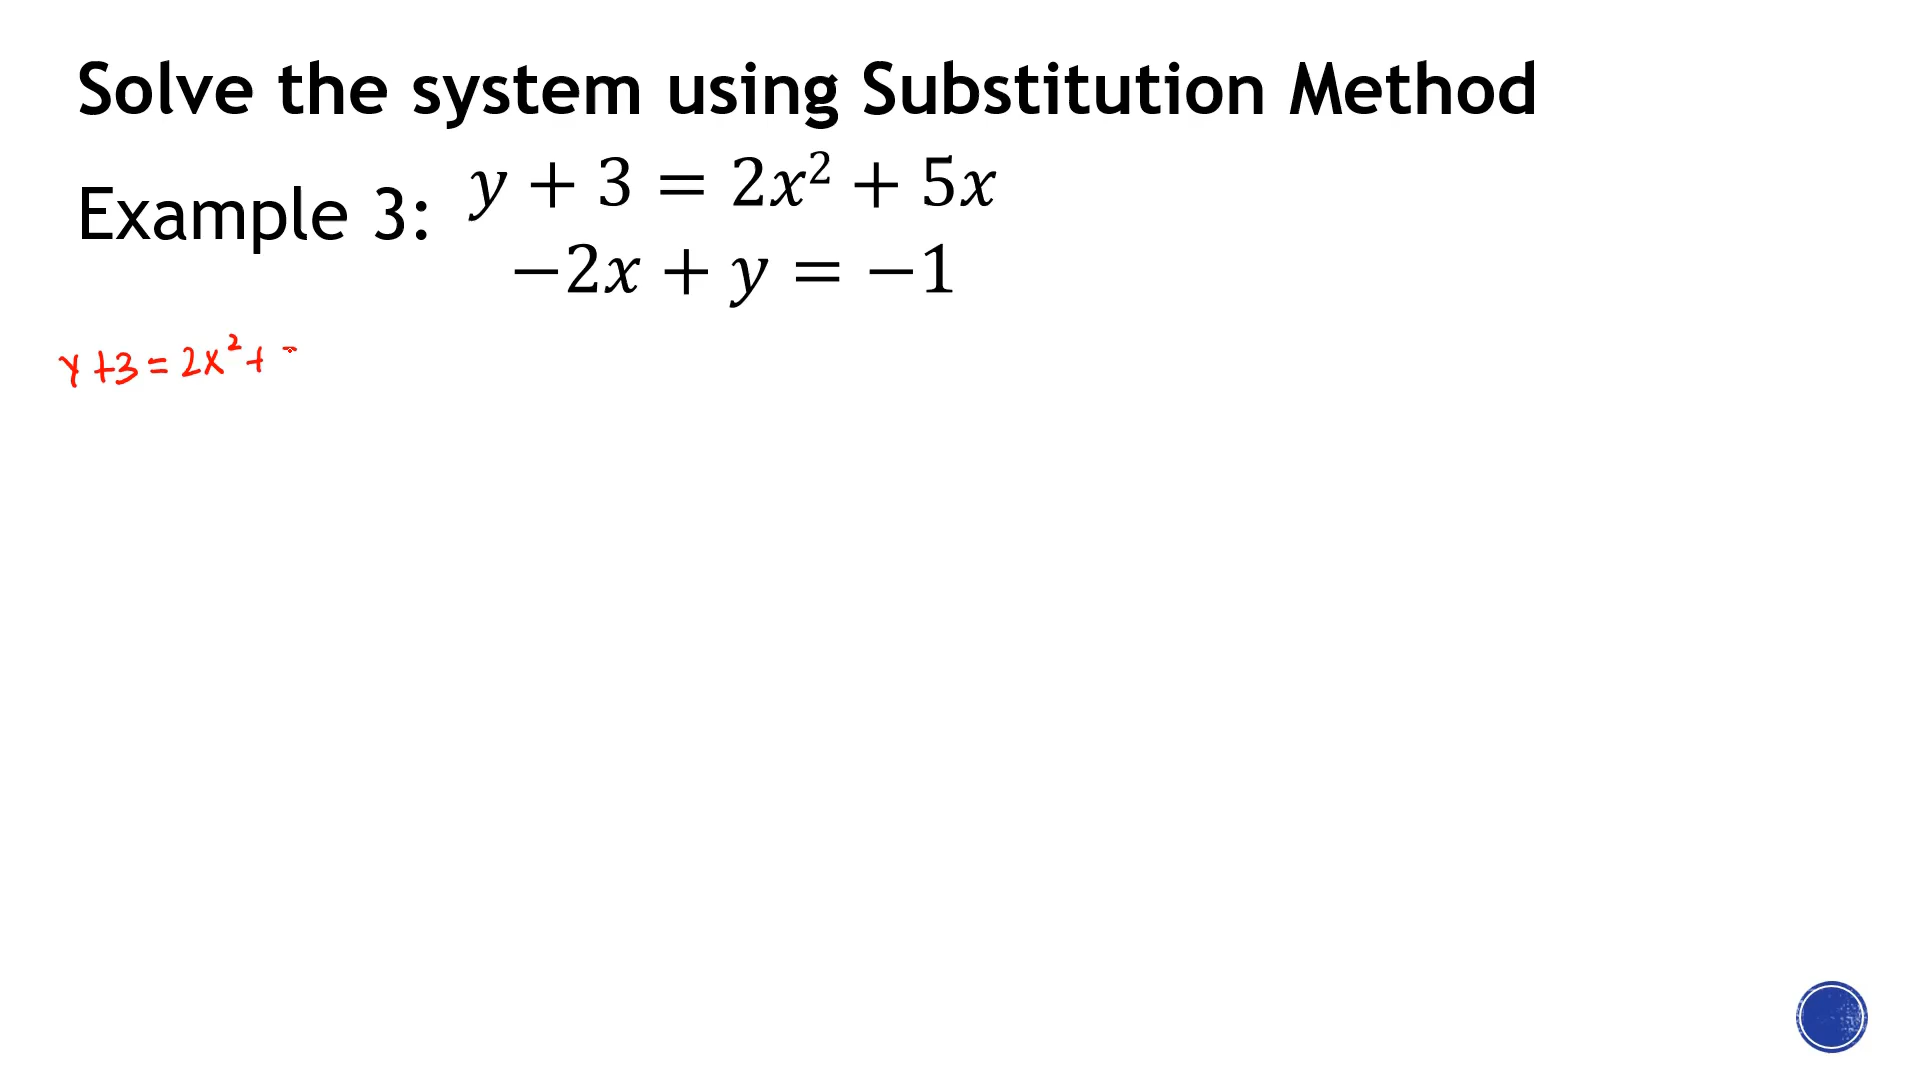 Solve the system using Substitution Method
Example 3: y + 3 = 2x² + 5x
−2x + y = −1
y + 3 = 2x² +